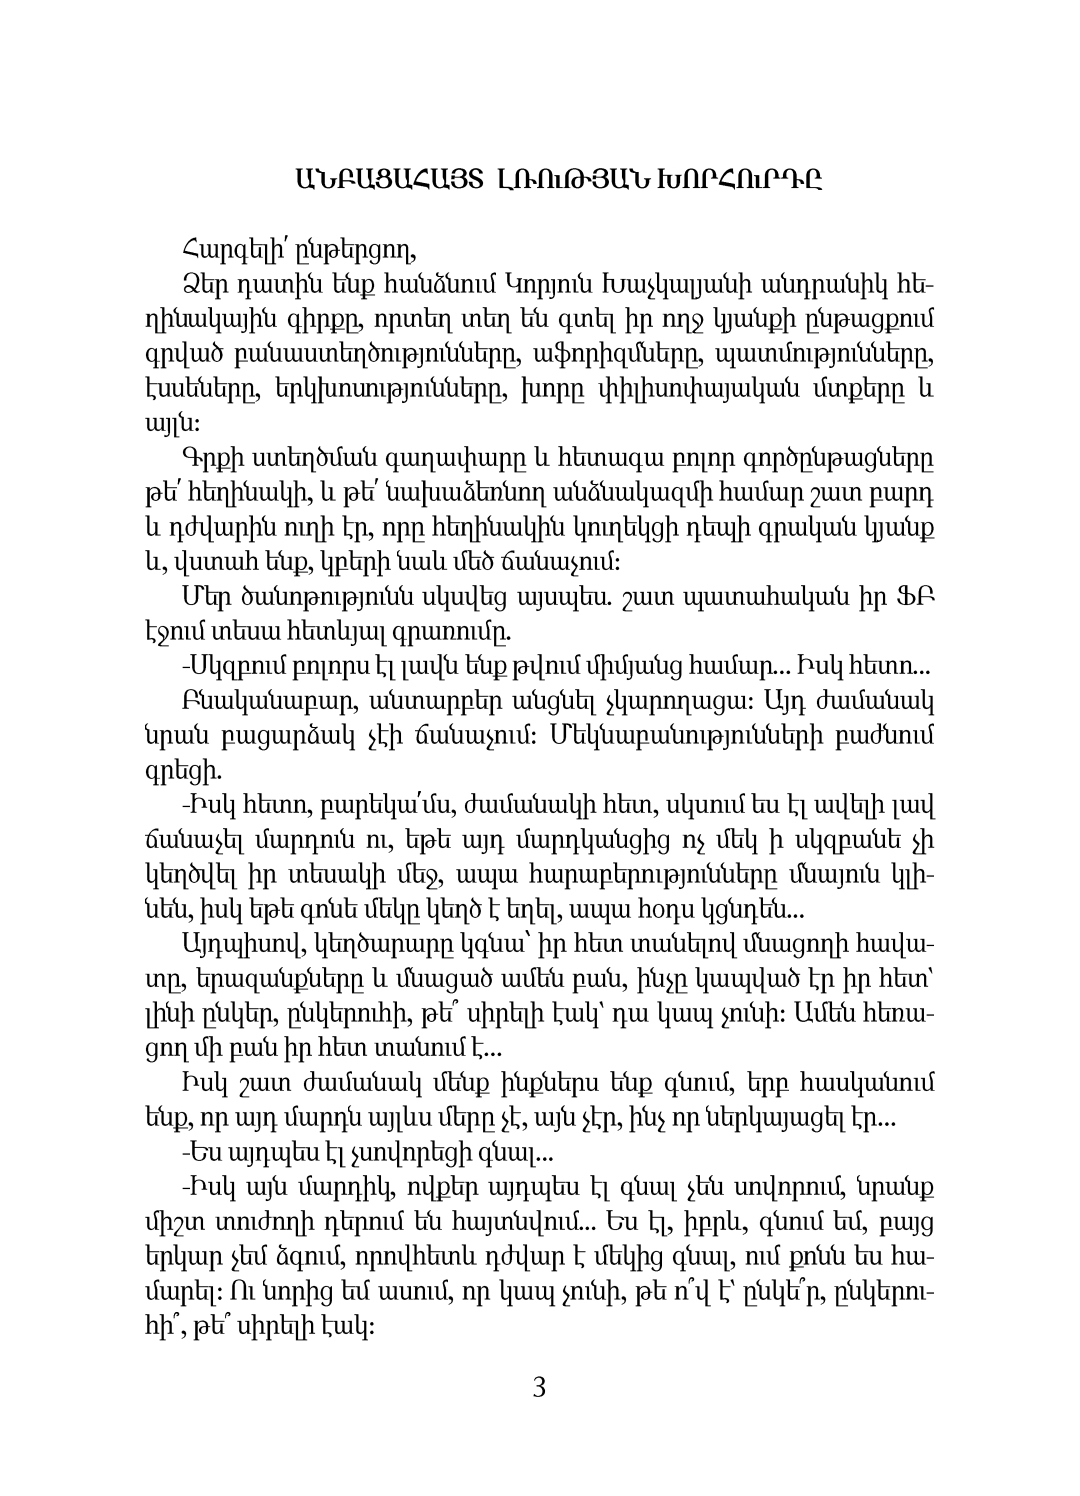 ԱՆԲԱՑԱՀԱՅՏ ԼՌՈւԹՅԱՆ ԽՈՐՀՈւՐԴԸ
Հարգելի՛ ընթերցող,
Ձեր դատին ենք հանձնում Կորյուն Խաչկալյանի անդրանիկ հե-
ղինակային գիրքը, որտեղ տեղ են գտել իր ողջ կյանքի ընթացքում
գրված բանաստեղծությունները, աֆորիզմները, պատմությունները,
էսսեները, երկխոսությունները, խորը փիլիսոփայական մտքերը և
այլն:
Գրքի ստեղծման գաղափարը և հետագա բոլոր գործընթացները
թե՛ հեղինակի, և թե՛ նախաձեռնող անձնակազմի համար շատ բարդ
և դժվարին ուղի էր, որը հեղինակին կուղեկցի դեպի գրական կյանք
և, վստահ ենք, կբերի նաև մեծ ճանաչում:
Մեր ծանոթությունն սկսվեց այսպես. շատ պատահական իր ՖԲ
էջում տեսա հետևյալ գրառումը.
-Սկզբում բոլորս էլ լավն ենք թվում միմյանց համար... Իսկ հետո...
Բնականաբար, անտարբեր անցնել չկարողացա: Այդ ժամանակ
նրան բացարձակ չէի ճանաչում: Մեկնաբանությունների բաժնում
գրեցի.
-Իսկ հետո, բարեկա՛մս, ժամանակի հետ, սկսում ես էլ ավելի լավ
ճանաչել մարդուն ու, եթե այդ մարդկանցից ոչ մեկ ի սկզբանե չի
կեղծվել իր տեսակի մեջ, ապա հարաբերությունները մնայուն կլի-
նեն, իսկ եթե գոնե մեկը կեղծ է եղել, ապա հօդս կցնդեն...
Այդպիսով, կեղծարարը կգնա՝ իր հետ տանելով մնացողի հավա-
տը, երազանքները և մնացած ամեն բան, ինչը կապված էր իր հետ՝
լինի ընկեր, ընկերուհի, թե՞ սիրելի էակ՝ դա կապ չունի: Ամեն հեռա-
ցող մի բան իր հետ տանում է...
Իսկ շատ ժամանակ մենք ինքներս ենք գնում, երբ հասկանում
ենք, որ այդ մարդն այլևս մերը չէ, այն չէր, ինչ որ ներկայացել էր...
-Ես այդպես էլ չսովորեցի գնալ...
-Իսկ այն մարդիկ, ովքեր այդպես էլ գնալ չեն սովորում, նրանք
միշտ տուժողի դերում են հայտնվում... Ես էլ, իբրև, գնում եմ, բայց
երկար չեմ ձգում, որովհետև դժվար է մեկից գնալ, ում քոնն ես հա-
մարել: Ու նորից եմ ասում, որ կապ չունի, թե ո՞վ է՝ ընկե՞ր, ընկերու-
հի՞, թե՞ սիրելի էակ:
3